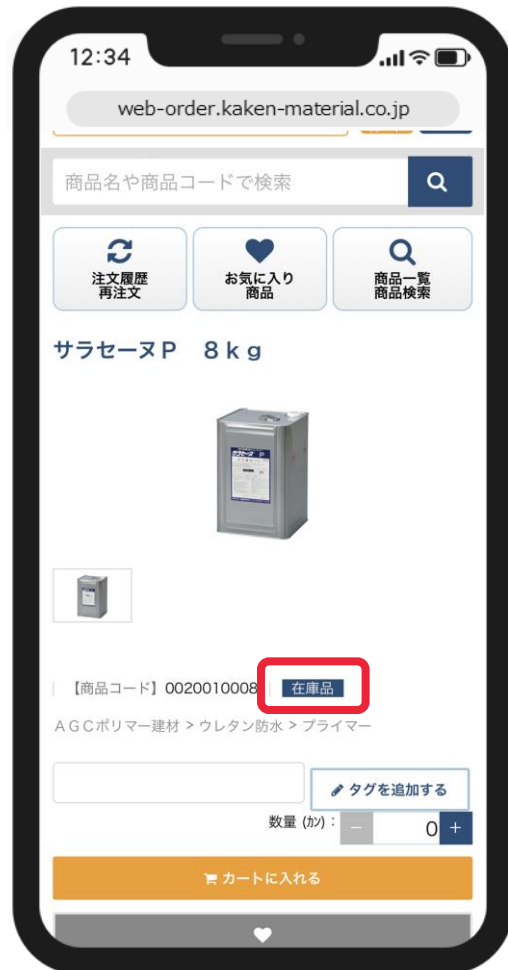 12:34
web-order.kaken-material.co.jp
商品名や商品コードで検索
注文履歴
再注文
お気に入り
商品
商品一覧
商品検索
サラセーヌＰ　８ｋｇ
サラセーヌ P
【商品コード】0020010008
在庫品
ＡＧＣポリマー建材 > ウレタン防水 > プライマー
タグを追加する
数量 (ｶﾝ)：
－ 0 +
カートに入れる